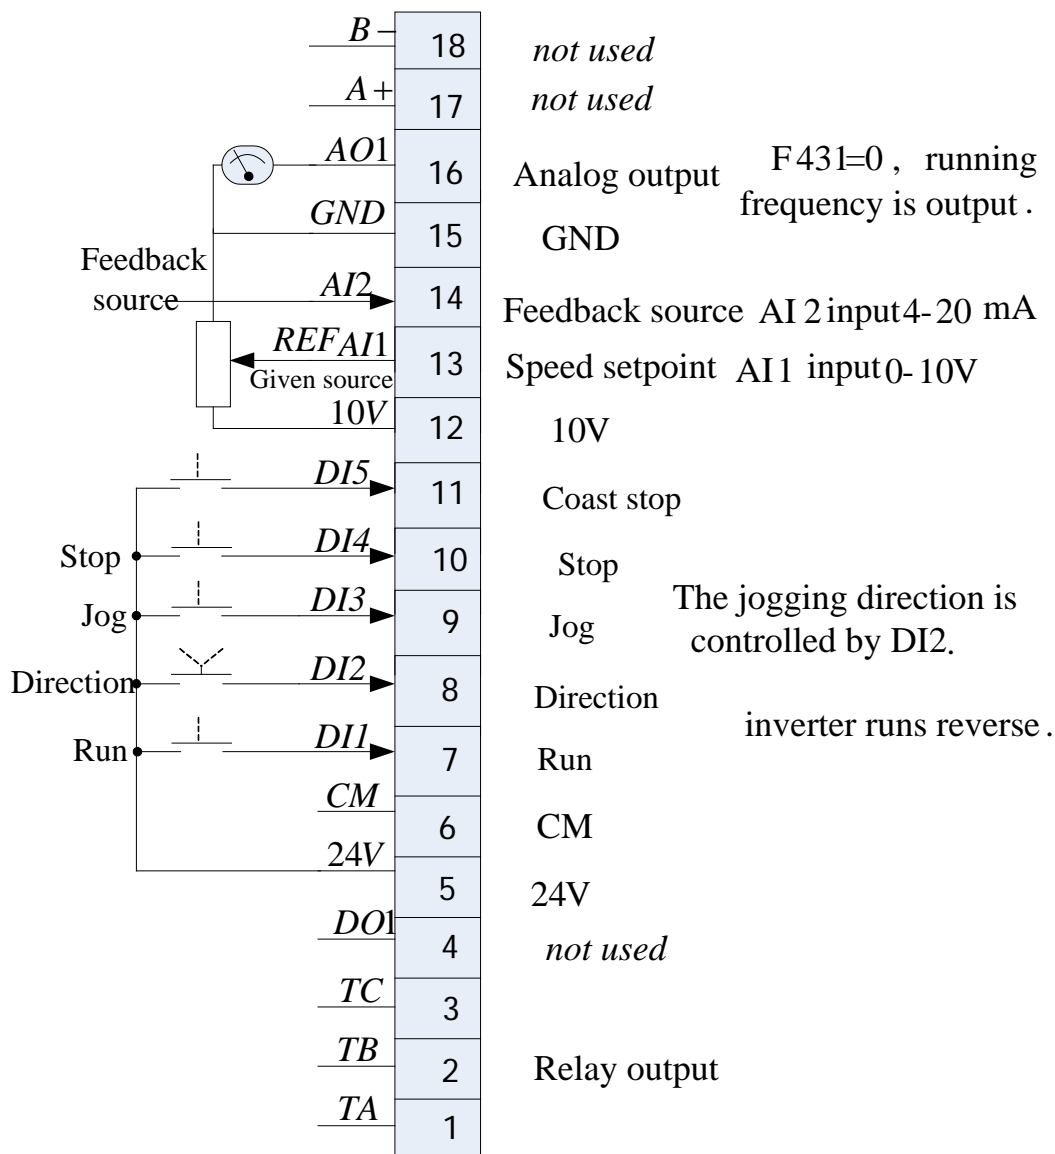 B− 18 not used
A+ 17 not used
AO1 16 Analog output F431=0 , running
frequency is output .
GND 15 GND
Feedback
source AI2 14 Feedback source AI 2 input 4-20 mA
REF AI1 13 Speed setpoint AI1 input 0-10V
Given source
10V 12 10V
DI5 11 Coast stop
Stop DI4 10 Stop
Jog DI3 9 Jog The jogging direction is
controlled by DI2.
Direction DI2 8 Direction
inverter runs reverse .
Run DI1 7 Run
CM 6 CM
24V 5 24V
DO1 4 not used
TC 3
TB 2 Relay output
TA 1